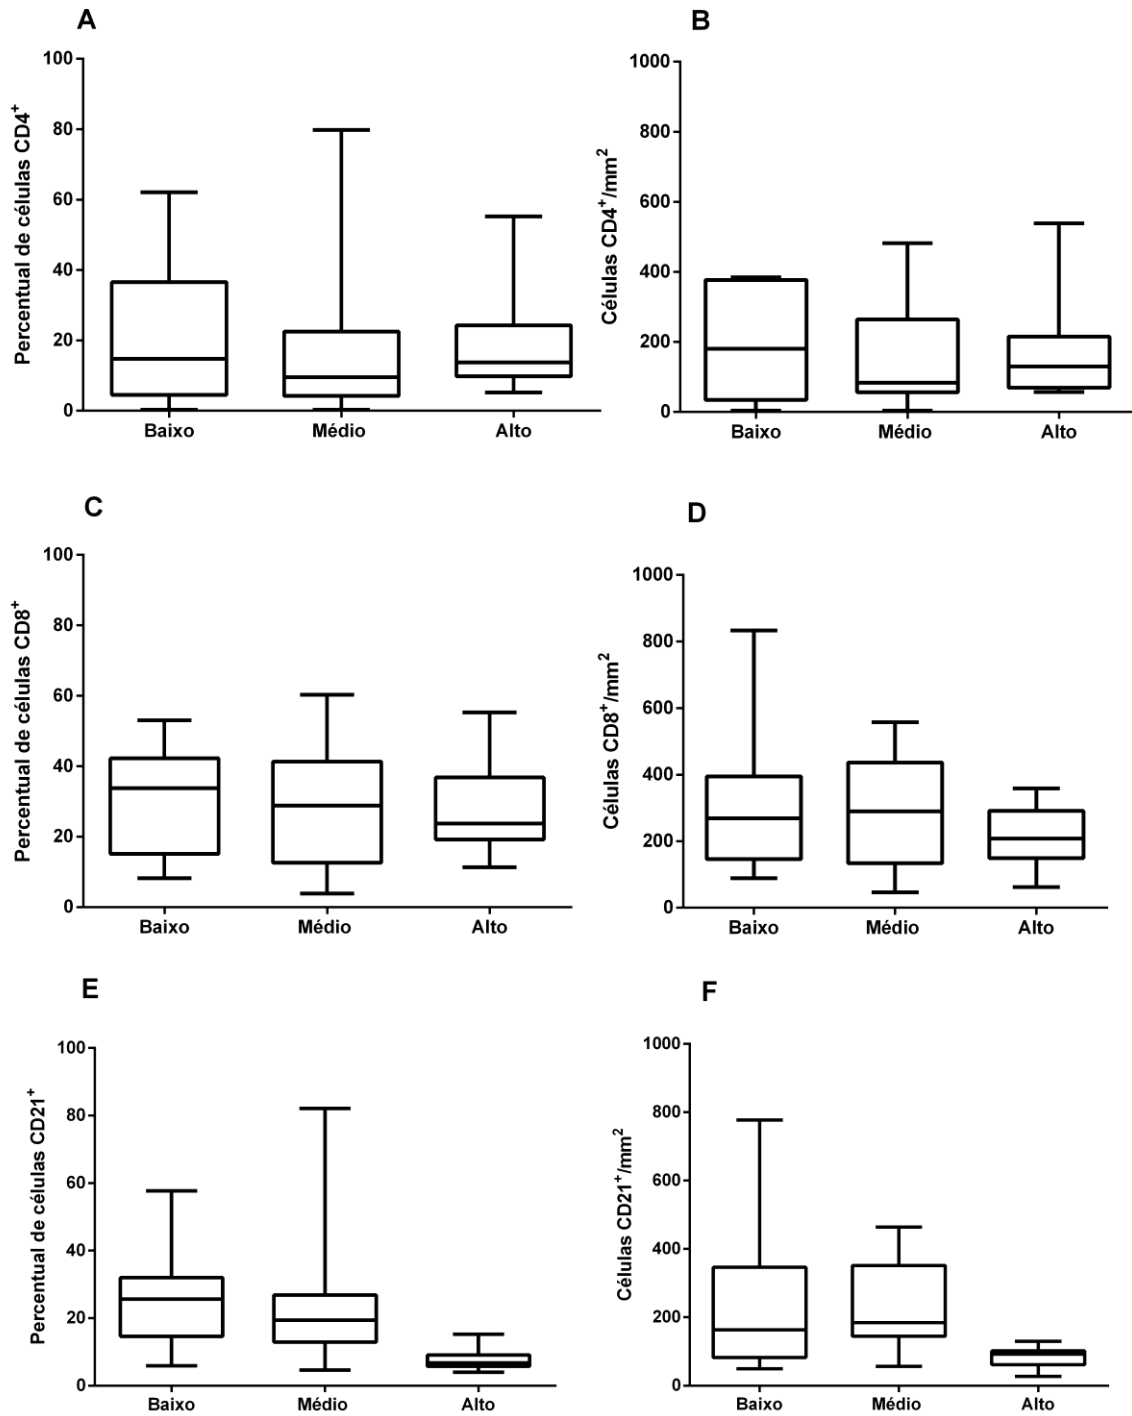 A
Percentual de células CD4+
100
80
60
40
20
0
Baixo Médio Alto
B
Células CD4+/mm2
1000
800
600
400
200
0
Baixo Médio Alto
C
Percentual de células CD8+
100
80
60
40
20
0
Baixo Médio Alto
D
Células CD8+/mm2
1000
800
600
400
200
0
Baixo Médio Alto
E
Percentual de células CD21+
100
80
60
40
20
0
Baixo Médio Alto
F
Células CD21+/mm2
1000
800
600
400
200
0
Baixo Médio Alto